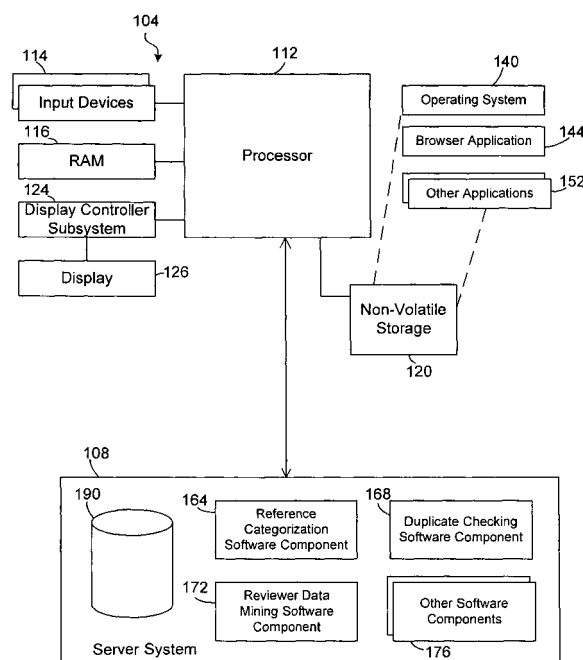 104
114
112
140
Input Devices
Operating System
144
Browser Application
116
RAM
Processor
152
Other Applications
124
Display Controller
Subsystem
Display
126
Non-Volatile
Storage
120
108
190
164
Reference
Categorization
Software Component
168
Duplicate Checking
Software Component
172
Reviewer Data
Mining Software
Component
Other Software
Components
176
Server System